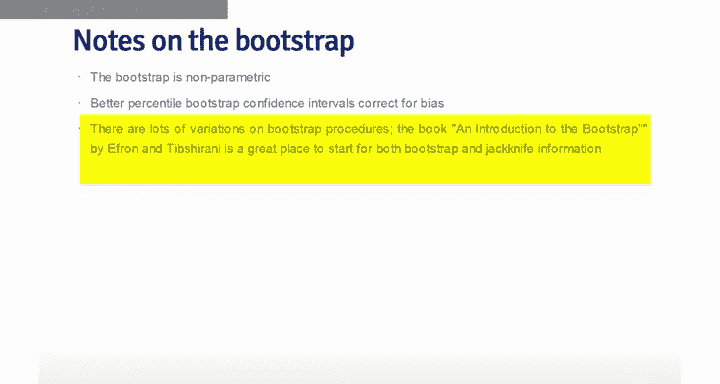 Notes on the bootstrap
· The bootstrap is non-parametric
· Better percentile bootstrap confidence intervals correct for bias
· There are lots of variations on bootstrap procedures; the book "An Introduction to the Bootstrap""
by Efron and Tibshirani is a great place to start for both bootstrap and jackknife information